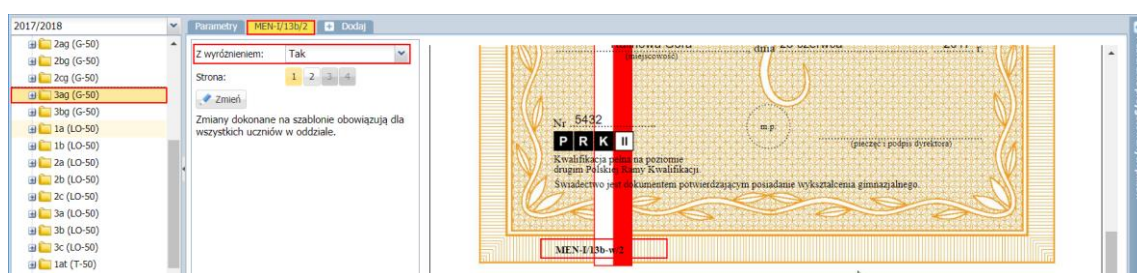 2017/2018
2ag (G-50)
2bg (G-50)
2cg (G-50)
3ag (G-50)
3bg (G-50)
1a (LO-50)
1b (LO-50)
2a (LO-50)
2b (LO-50)
2c (LO-50)
3a (LO-50)
3b (LO-50)
3c (LO-50)
1at (T-50)
Parametry MEN-I/13b/2 Dodaj
Z wyróżnieniem: Tak
Strona: 1 2 3 4
Zmień
Zmiany dokonane na szablonie obowiązują dla
wszystkich uczniów w oddziale.
dnia
r.
(miejscowość)
Nr 5432
m.p.
(pieczęć i podpis dyrektora)
P R K II
Kwalifikacja pełna na poziomie
drugim Polskiej Ramy Kwalifikacji.
Świadectwo jest dokumentem potwierdzającym posiadanie wykształcenia gimnazjalnego.
MEN-I/13b-w/2